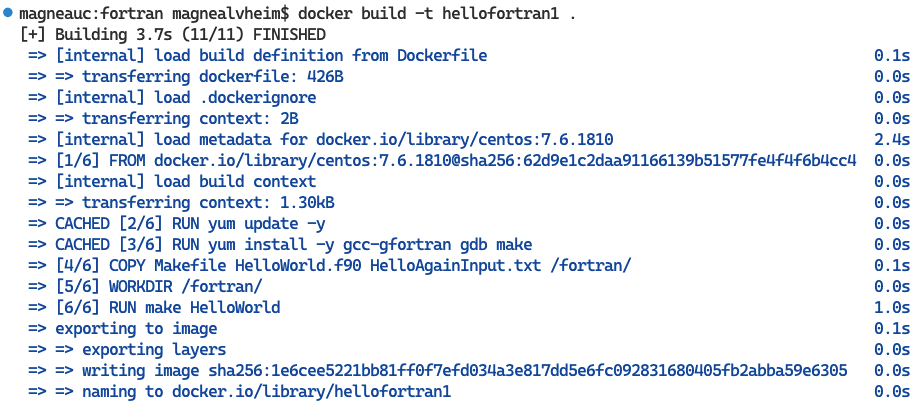 magneauc:fortran magnealvheim$ docker build -t hellofortran1 .
[+] Building 3.7s (11/11) FINISHED
=> [internal] load build definition from Dockerfile 0.1s
=> => transferring dockerfile: 426B 0.0s
=> [internal] load .dockerignore 0.0s
=> => transferring context: 2B 0.0s
=> [internal] load metadata for docker.io/library/centos:7.6.1810 2.4s
=> [1/6] FROM docker.io/library/centos:7.6.1810@sha256:62d9e1c2daa91166139b51577fe4f4f6b4cc4 0.0s
=> [internal] load build context 0.0s
=> => transferring context: 1.30kB 0.0s
=> CACHED [2/6] RUN yum update -y 0.0s
=> CACHED [3/6] RUN yum install -y gcc-gfortran gdb make 0.0s
=> [4/6] COPY Makefile HelloWorld.f90 HelloAgainInput.txt /fortran/ 0.1s
=> [5/6] WORKDIR /fortran/ 0.0s
=> [6/6] RUN make HelloWorld 1.0s
=> exporting to image 0.1s
=> => exporting layers 0.0s
=> => writing image sha256:1e6cee5221bb81ff0f7efd034a3e817dd5e6fc092831680405fb2abba59e6305 0.0s
=> => naming to docker.io/library/hellofortran1 0.0s